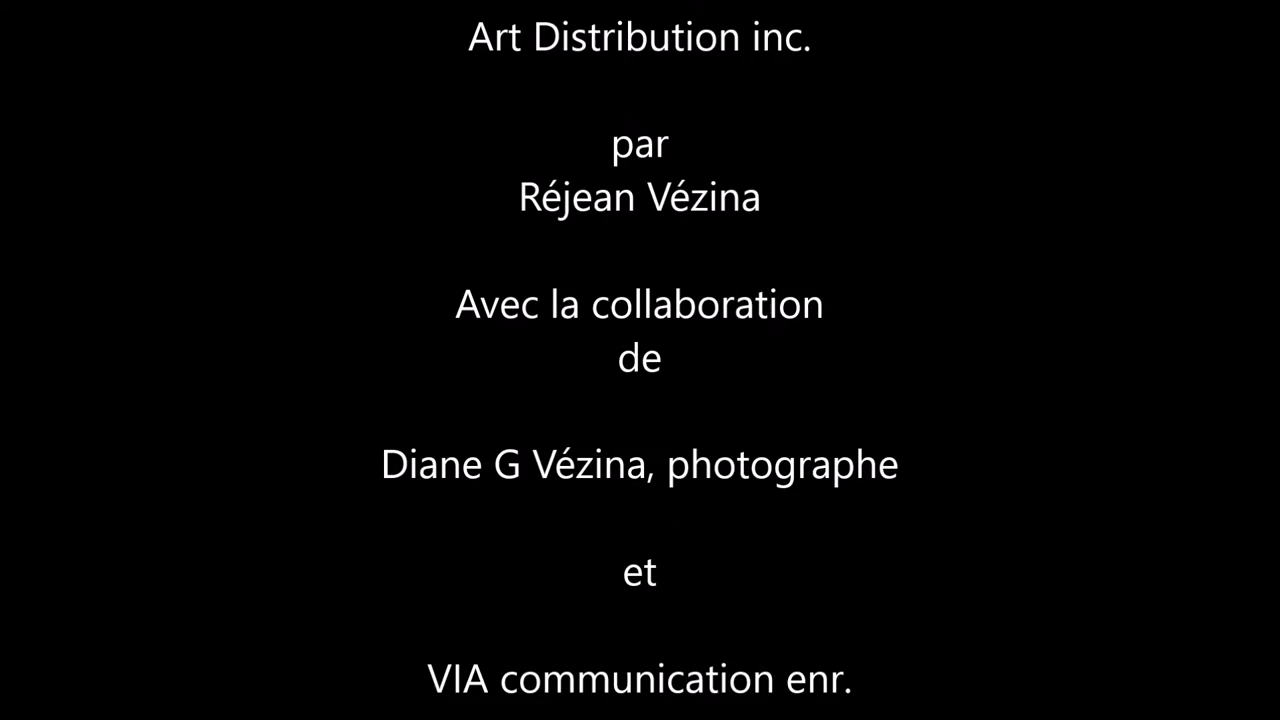 Art Distribution inc.
par
Réjean Vézina
Avec la collaboration
de
Diane G Vézina, photographe
et
VIA communication enr.